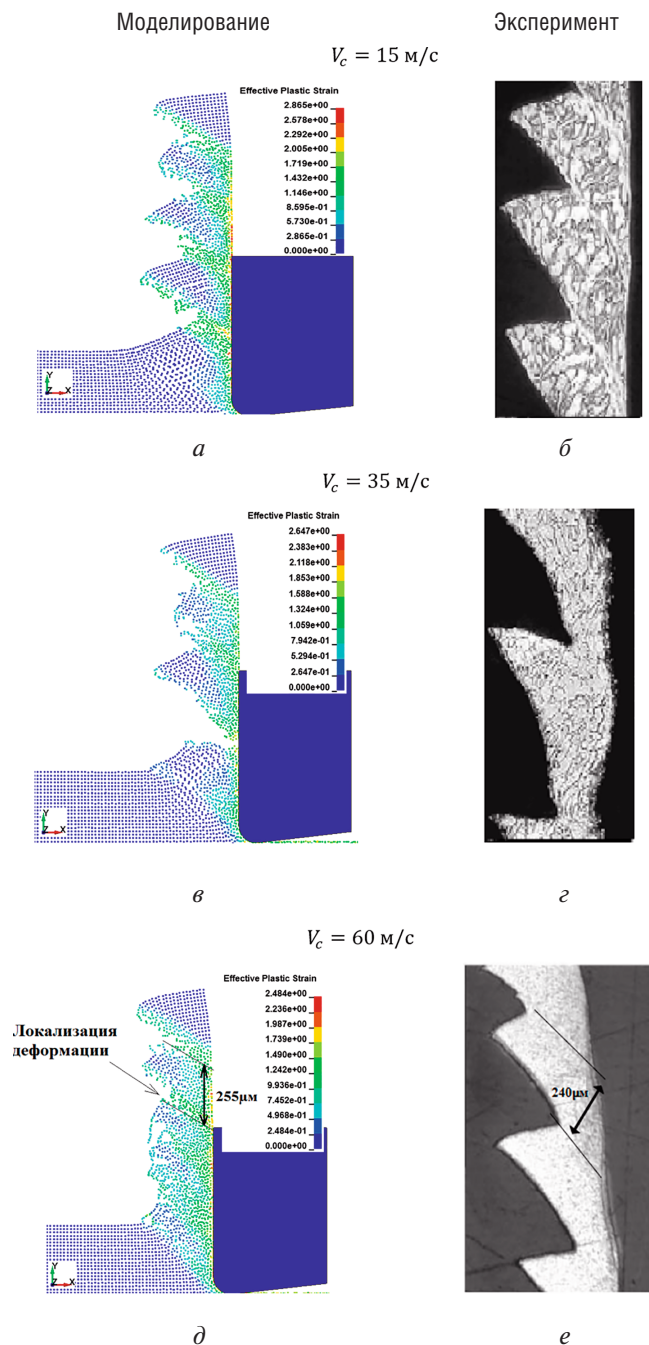 Моделирование Эксперимент
V_c = 15 м/с
Effective Plastic Strain
2.865e+00
2.578e+00
2.292e+00
2.005e+00
1.719e+00
1.432e+00
1.146e+00
8.595e-01
5.730e-01
2.865e-01
0.000e+00
Y
Z X
а б
V_c = 35 м/с
Effective Plastic Strain
2.647e+00
2.383e+00
2.118e+00
1.853e+00
1.588e+00
1.324e+00
1.059e+00
7.942e-01
5.294e-01
2.647e-01
0.000e+00
Y
Z X
в г
V_c = 60 м/с
Effective Plastic Strain
2.484e+00
2.236e+00
1.987e+00
1.739e+00
1.490e+00
1.242e+00
9.936e-01
7.452e-01
4.968e-01
2.484e-01
0.000e+00
Локализация
деформации
255µм
240µм
Y
Z X
д е